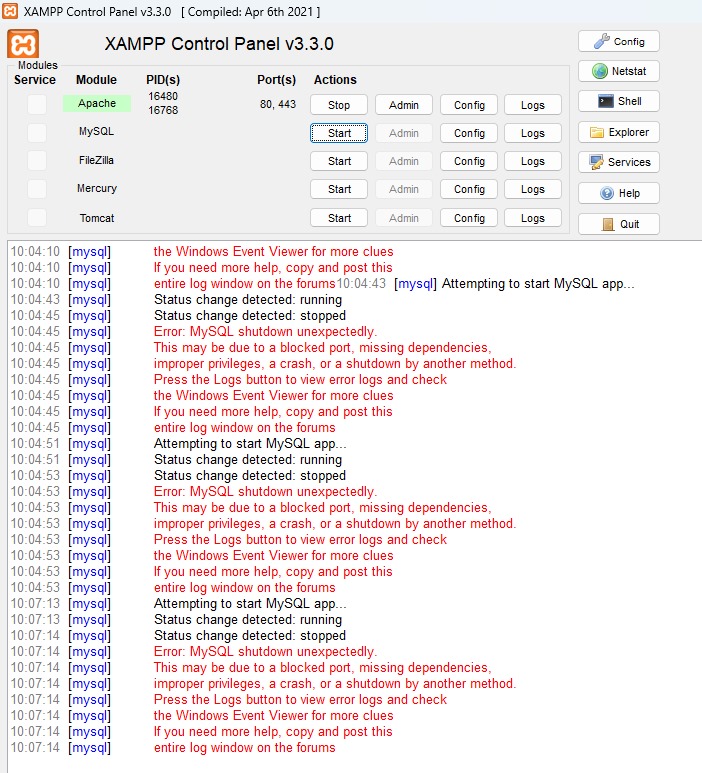 XAMPP Control Panel v3.3.0 [ Compiled: Apr 6th 2021 ]
XAMPP Control Panel v3.3.0
Config
Modules
Service Module PID(s) Port(s) Actions
Netstat
Apache 16480 16768 80, 443 Stop Admin Config Logs
Shell
MySQL Start Admin Config Logs
Explorer
FileZilla Start Admin Config Logs
Services
Mercury Start Admin Config Logs
Help
Tomcat Start Admin Config Logs
Quit
10:04:10 [mysql] the Windows Event Viewer for more clues
10:04:10 [mysql] If you need more help, copy and post this
10:04:10 [mysql] entire log window on the forums10:04:43 [mysql] Attempting to start MySQL app...
10:04:43 [mysql] Status change detected: running
10:04:45 [mysql] Status change detected: stopped
10:04:45 [mysql] Error: MySQL shutdown unexpectedly.
10:04:45 [mysql] This may be due to a blocked port, missing dependencies,
10:04:45 [mysql] improper privileges, a crash, or a shutdown by another method.
10:04:45 [mysql] Press the Logs button to view error logs and check
10:04:45 [mysql] the Windows Event Viewer for more clues
10:04:45 [mysql] If you need more help, copy and post this
10:04:45 [mysql] entire log window on the forums
10:04:51 [mysql] Attempting to start MySQL app...
10:04:51 [mysql] Status change detected: running
10:04:53 [mysql] Status change detected: stopped
10:04:53 [mysql] Error: MySQL shutdown unexpectedly.
10:04:53 [mysql] This may be due to a blocked port, missing dependencies,
10:04:53 [mysql] improper privileges, a crash, or a shutdown by another method.
10:04:53 [mysql] Press the Logs button to view error logs and check
10:04:53 [mysql] the Windows Event Viewer for more clues
10:04:53 [mysql] If you need more help, copy and post this
10:04:53 [mysql] entire log window on the forums
10:07:13 [mysql] Attempting to start MySQL app...
10:07:13 [mysql] Status change detected: running
10:07:14 [mysql] Status change detected: stopped
10:07:14 [mysql] Error: MySQL shutdown unexpectedly.
10:07:14 [mysql] This may be due to a blocked port, missing dependencies,
10:07:14 [mysql] improper privileges, a crash, or a shutdown by another method.
10:07:14 [mysql] Press the Logs button to view error logs and check
10:07:14 [mysql] the Windows Event Viewer for more clues
10:07:14 [mysql] If you need more help, copy and post this
10:07:14 [mysql] entire log window on the forums